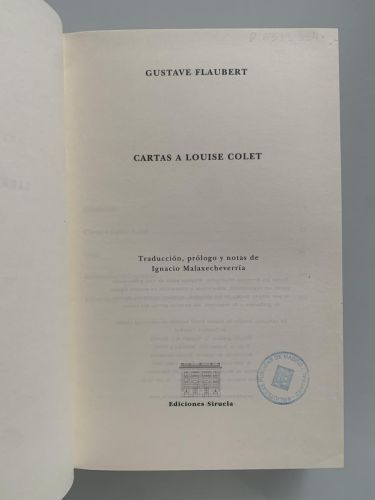 GUSTAVE FLAUBERT
CARTAS A LOUISE COLET
Traducción, prólogo y notas de
Ignacio Malaxecheverría
Ediciones Siruela